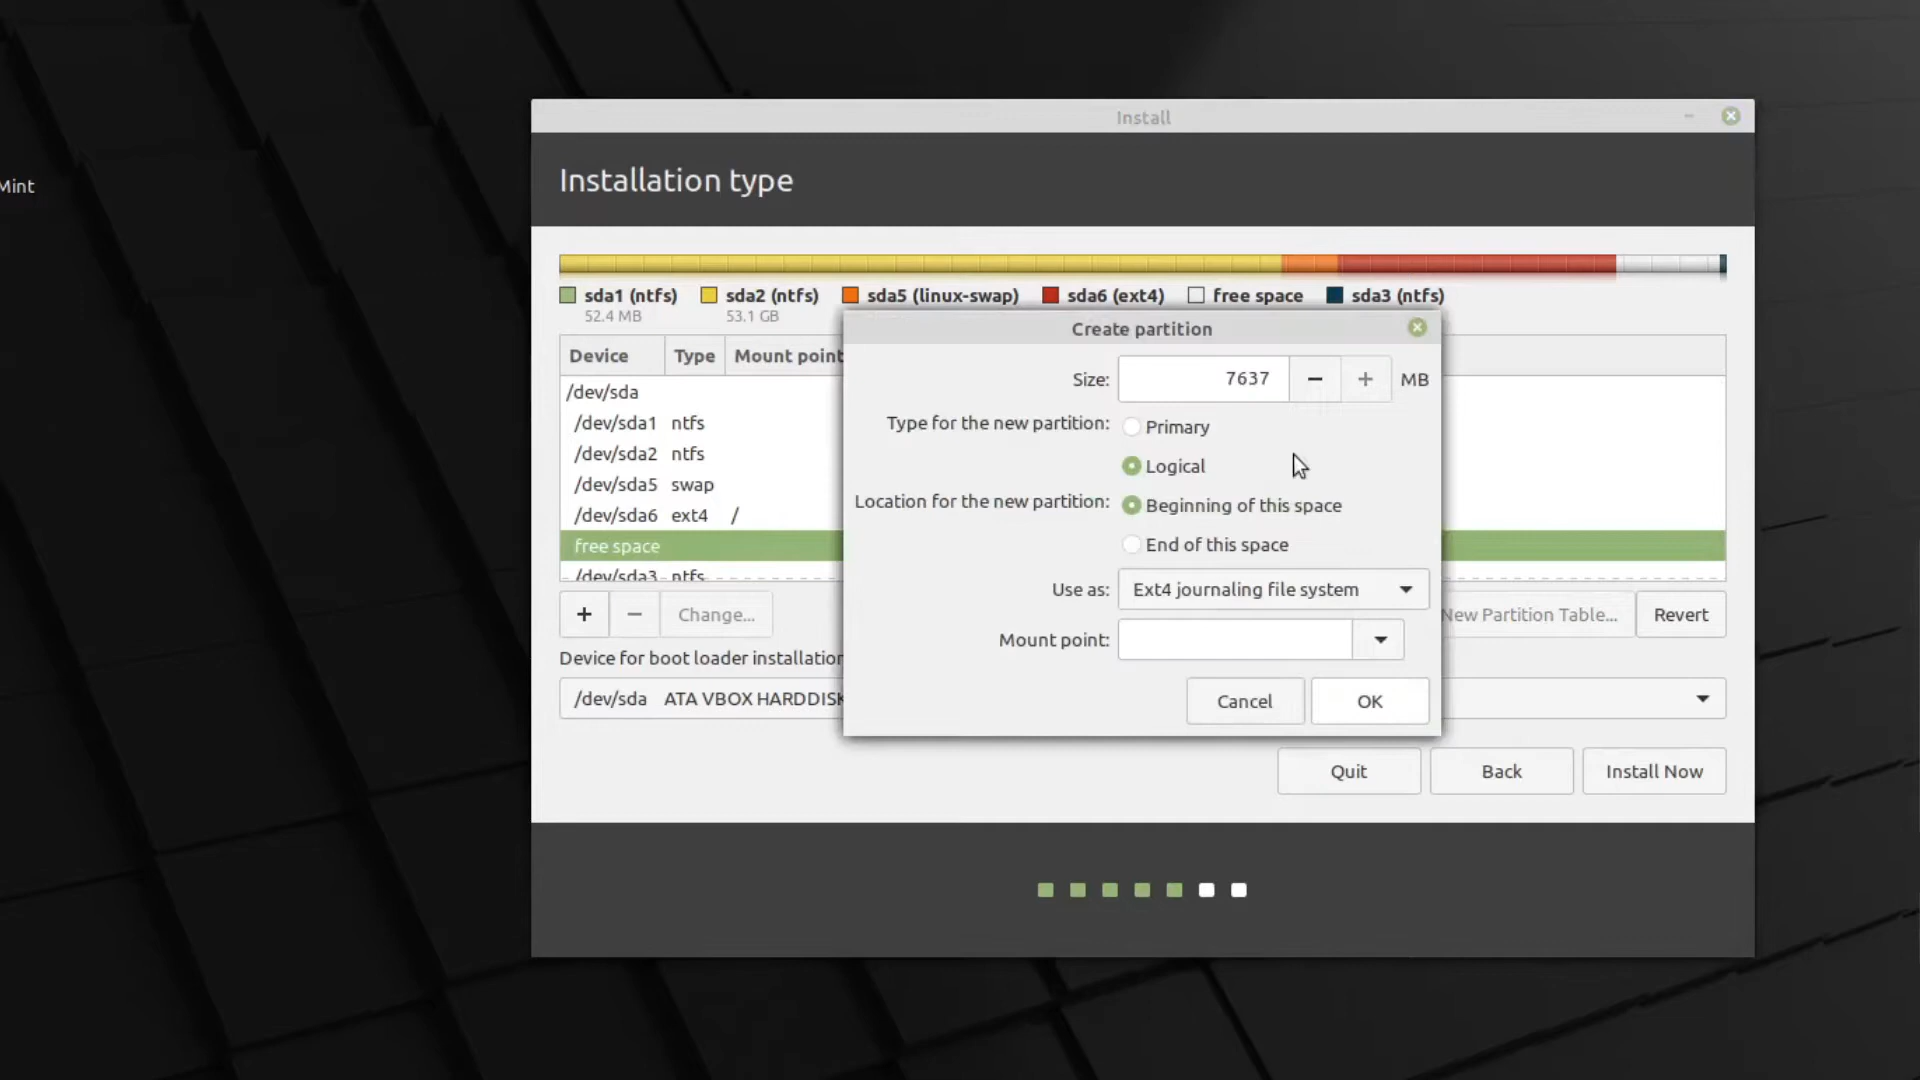 Install
Mint
Installation type
sda1 (ntfs) sda2 (ntfs) sda5 (linux-swap) sda6 (ext4) free space sda3 (ntfs)
52.4 MB 53.1 GB
Create partition
Device Type Mount point
Size: 7637 − + MB
/dev/sda
Type for the new partition: Primary
/dev/sda1 ntfs
/dev/sda2 ntfs
Logical
/dev/sda5 swap
Location for the new partition: Beginning of this space
/dev/sda6 ext4 /
free space
End of this space
/dev/sda3 ntfs
Use as: Ext4 journaling file system
+ − Change... New Partition Table... Revert
Mount point:
Device for boot loader installation
/dev/sda ATA VBOX HARDDISK
Cancel OK
Quit Back Install Now